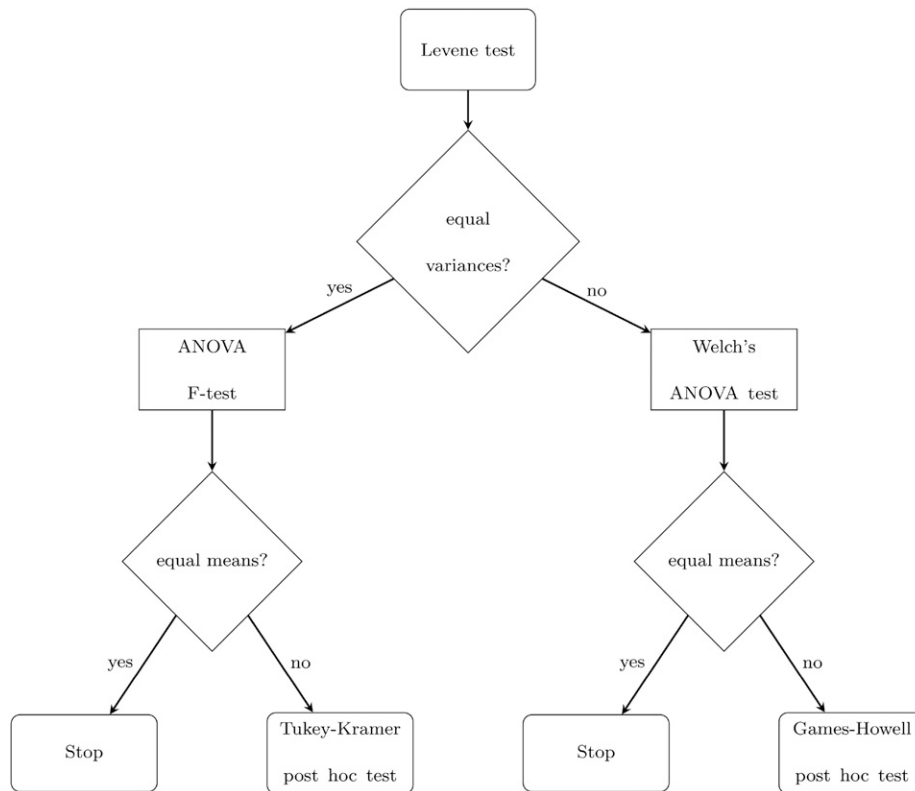 Levene test
equal
variances?
yes
no
ANOVA
F-test
Welch's
ANOVA test
equal means?
equal means?
yes
no
yes
no
Stop
Tukey-Kramer
post hoc test
Stop
Games-Howell
post hoc test